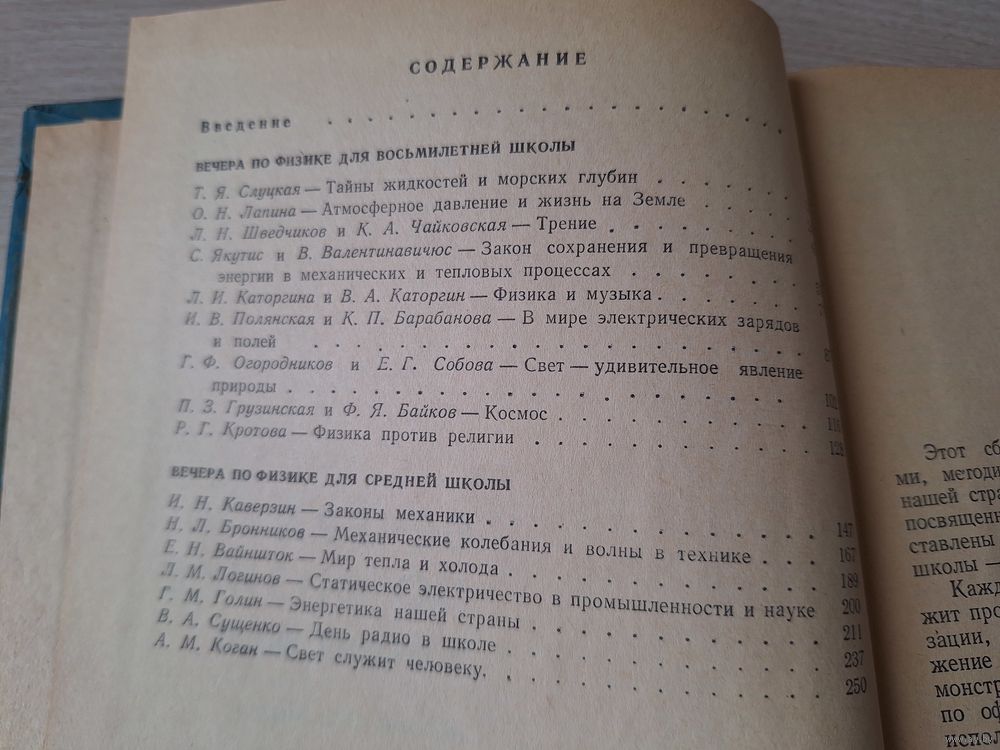 СОДЕРЖАНИЕ
Введение . . . . . . . . . . . . . . . .
ВЕЧЕРА ПО ФИЗИКЕ ДЛЯ ВОСЬМИЛЕТНЕЙ ШКОЛЫ
Т. Я. Слуцкая — Тайны жидкостей и морских глубин . . . . .
О. Н. Лапина — Атмосферное давление и жизнь на Земле . . . .
Л. Н. Шведчиков и К. А. Чайковская — Трение . . . . . . .
С. Якутис и В. Валентинавичюс — Закон сохранения и превращения
энергии в механических и тепловых процессах . . . . . .
Л. И. Каторгина и В. А. Каторгин — Физика и музыка . . . . . .
И. В. Полянская и К. П. Барабанова — В мире электрических зарядов
и полей . . . . . . . . . . . . . . . .
Г. Ф. Огородников и Е. Г. Собова — Свет — удивительное явление
природы . . . . . . . . . . . . . . . .
П. З. Грузинская и Ф. Я. Байков — Космос . . . . . . . . .
Р. Г. Кротова — Физика против религии . . . . . . . . . .
ВЕЧЕРА ПО ФИЗИКЕ ДЛЯ СРЕДНЕЙ ШКОЛЫ
И. Н. Каверзин — Законы механики . . . . . . . . . . . 147
Н. Л. Бронников — Механические колебания и волны в технике . . . 167
Е. Н. Вайншток — Мир тепла и холода . . . . . . . . . . 189
Л. М. Логинов — Статическое электричество в промышленности и науке 200
Г. М. Голин — Энергетика нашей страны . . . . . . . . . . 211
В. А. Сущенко — День радио в школе . . . . . . . . . . 237
А. М. Коган — Свет служит человеку. . . . . . . . . . . 250
Этот сб
ми, методи
нашей стра
посвящен
ставлены
школы —
Кажд
жит про
зации,
жение
монстр
по оф
испол